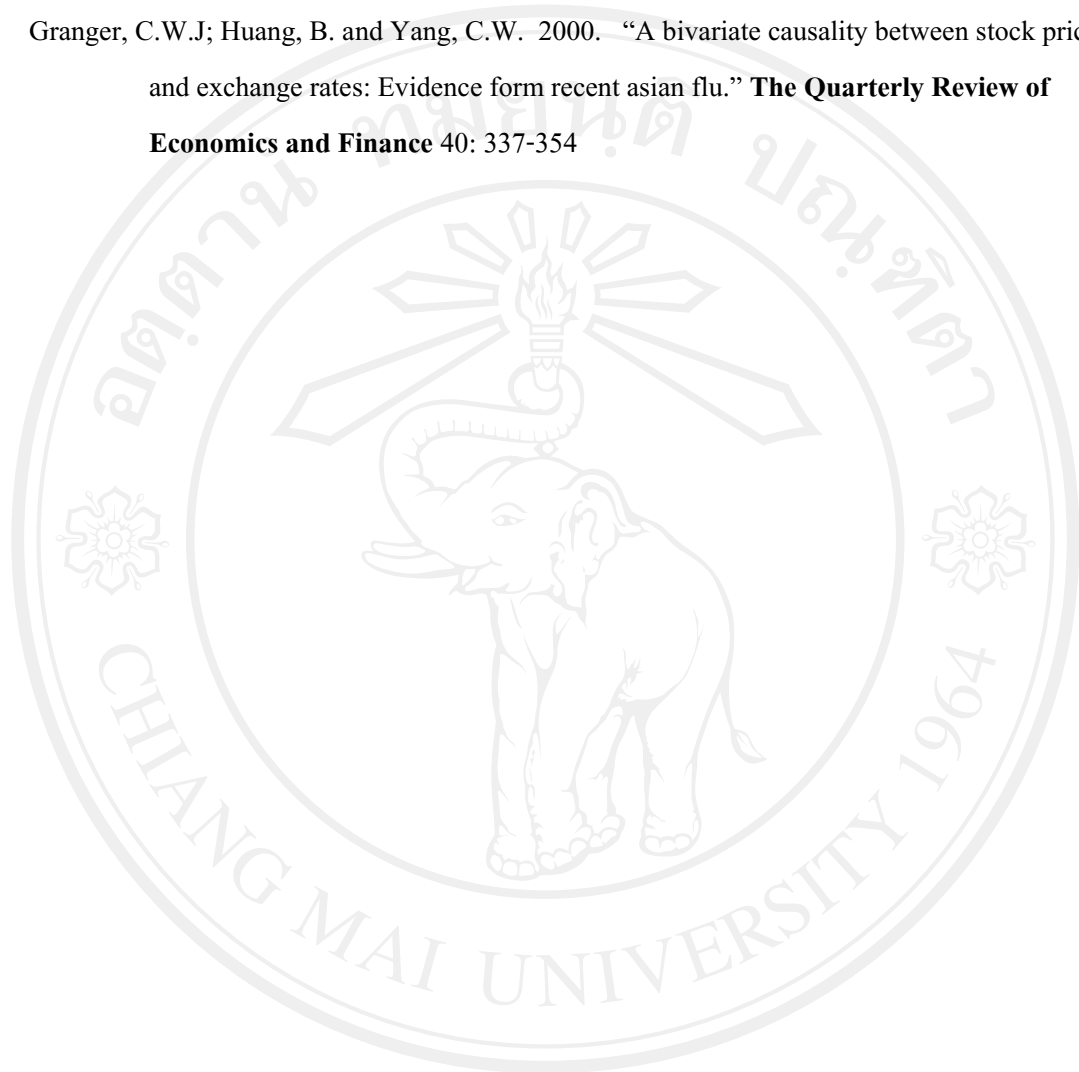 Granger, C.W.J; Huang, B. and Yang, C.W. 2000. “A bivariate causality between stock
and exchange rates: Evidence form recent asian flu.” The Quarterly Review of
Economics and Finance 40: 337-354
CHIANG MAI UNIVERSITY 1964